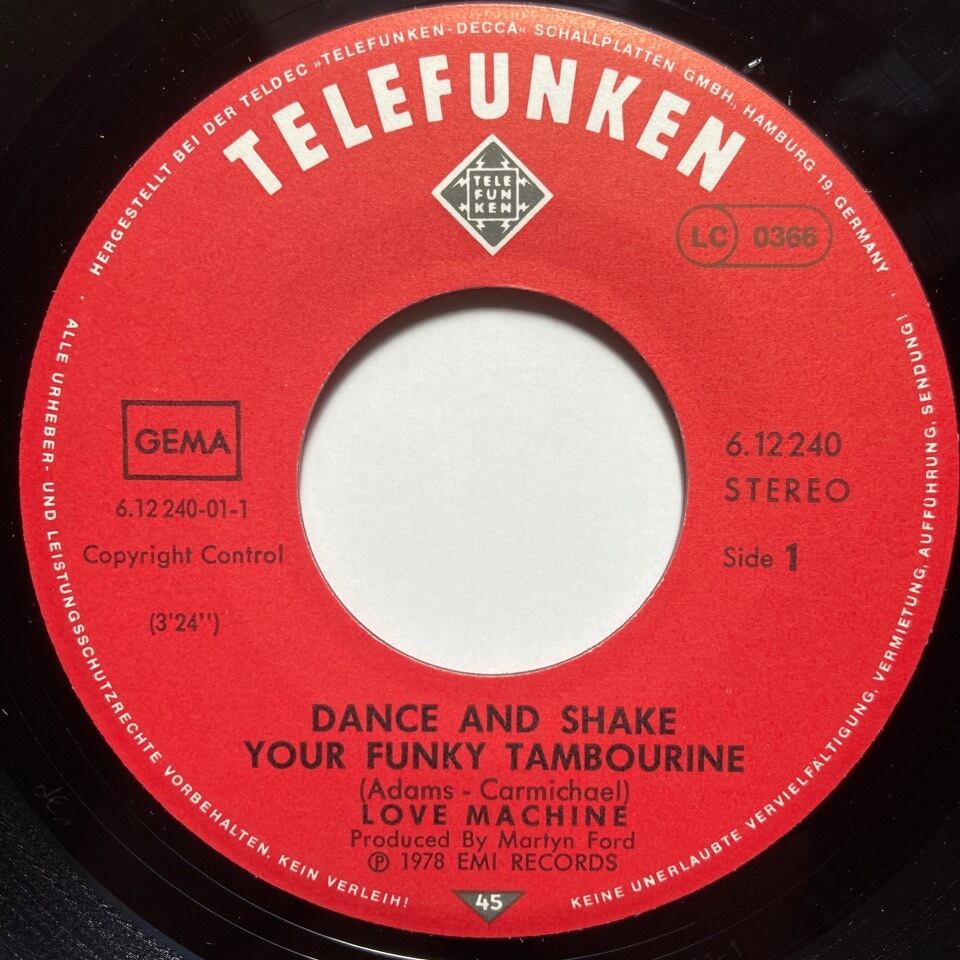 HERGESTELLT BEI DER TELDEC »TELEFUNKEN-DECCA« SCHALLPLATTEN GMBH., HAMBURG 19, GERMANY
TELEFUNKEN
TELE
FUN
KEN
LC 0366
GEMA
6.12 240-01-1
Copyright Control
(3'24'')
6.12240
STEREO
Side 1
DANCE AND SHAKE
YOUR FUNKY TAMBOURINE
(Adams - Carmichael)
LOVE MACHINE
Produced By Martyn Ford
Ⓟ 1978 EMI RECORDS
45
· ALLE URHEBER- UND LEISTUNGSSCHUTZRECHTE VORBEHALTEN, KEIN VERLEIH!
KEINE UNERLAUBTE VERVIELFÄLTIGUNG, VERMIETUNG, AUFFÜHRUNG, SENDUNG! ·